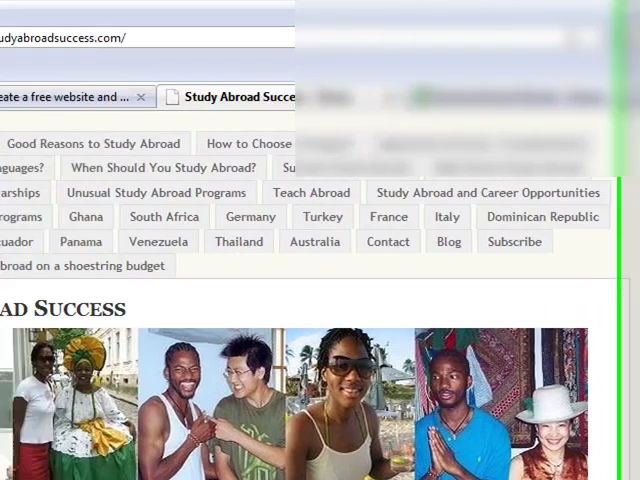 udyabroadsuccess.com/
eate a free website and ... Study Abroad Succe
Good Reasons to Study Abroad How to Choose
nguages? When Should You Study Abroad? Su
arships Unusual Study Abroad Programs Teach Abroad Study Abroad and Career Opportunities
rograms Ghana South Africa Germany Turkey France Italy Dominican Republic
uador Panama Venezuela Thailand Australia Contact Blog Subscribe
broad on a shoestring budget
AD SUCCESS